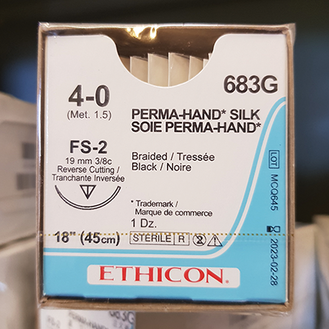 683G
4-0
(Met. 1.5)
PERMA-HAND* SILK
SOIE PERMA-HAND*
FS-2
19 mm 3/8c
Reverse Cutting /
Tranchante Inversée
Braided / Tressée
Black / Noire
* Trademark /
Marque de commerce
1 Dz.
18" (45cm)
STERILE R
LOT MCQ645
2023-02-28
ETHICON
683G